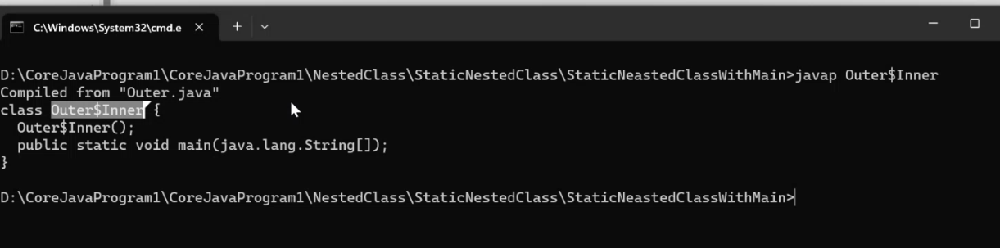 C:\Windows\System32\cmd.e
D:\CoreJavaProgram1\CoreJavaProgram1\NestedClass\StaticNestedClass\StaticNeastedClassWithMain>javap Outer$Inner
Compiled from "Outer.java"
class Outer$Inner {
  Outer$Inner();
  public static void main(java.lang.String[]);
}
D:\CoreJavaProgram1\CoreJavaProgram1\NestedClass\StaticNestedClass\StaticNeastedClassWithMain>